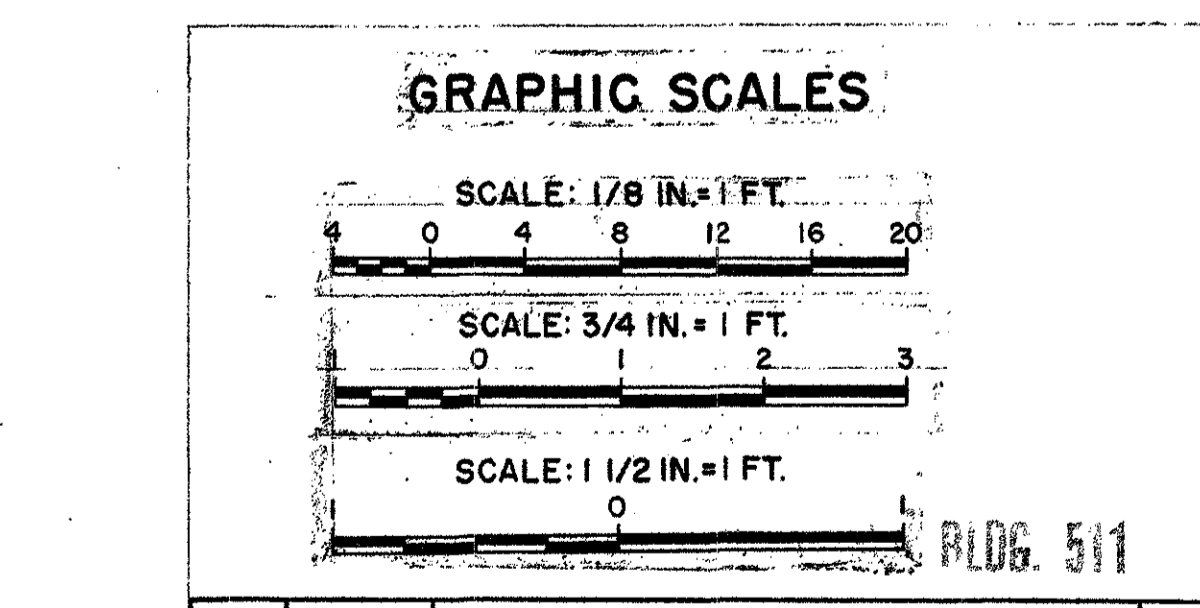 GRAPHIC SCALES
SCALE: 1/8 IN.= 1 FT.
4 0 4 8 12 16 20
SCALE: 3/4 IN. = 1 FT.
1 0 1 2 3
SCALE: 1 1/2 IN.=1 FT.
1 0 1
BLDG. 511